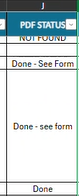 J
PDF STATUS
NOT FOUND
Done - See Form
Done - see form
Done